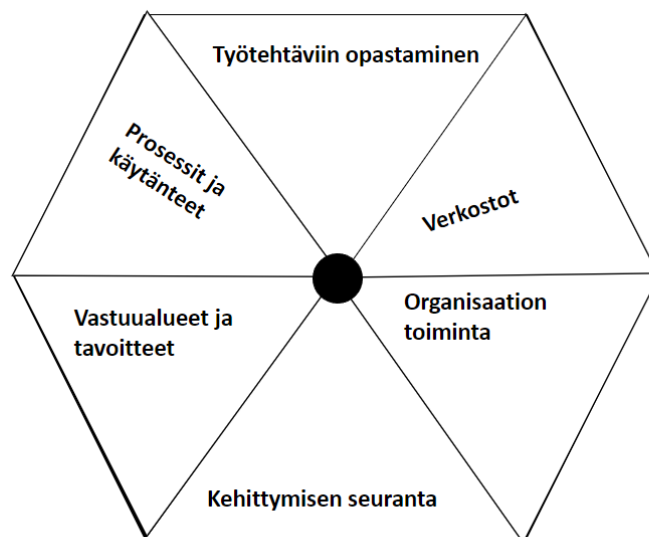 Työtehtäviin opastaminen
Prosessit ja
käytänteet
Verkostot
Vastuualueet ja
tavoitteet
Organisaation
toiminta
Kehittymisen seuranta